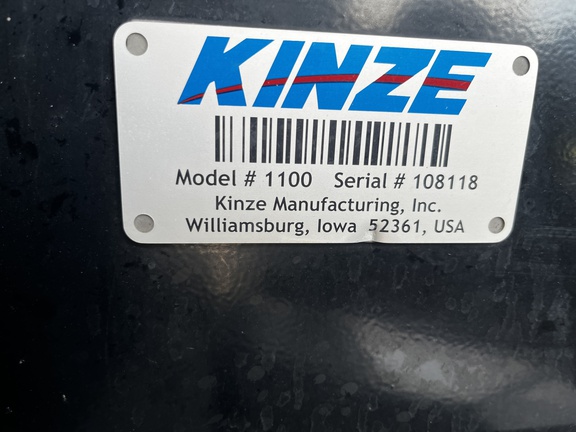 KINZE
Model # 1100 Serial # 108118
Kinze Manufacturing, Inc.
Williamsburg, Iowa 52361, USA